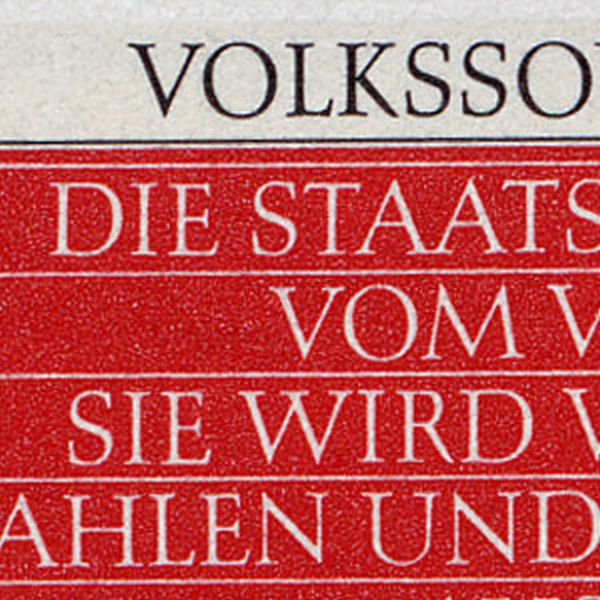 VOLKSSO
DIE STAATS
VOM V
SIE WIRD V
AHLEN UND